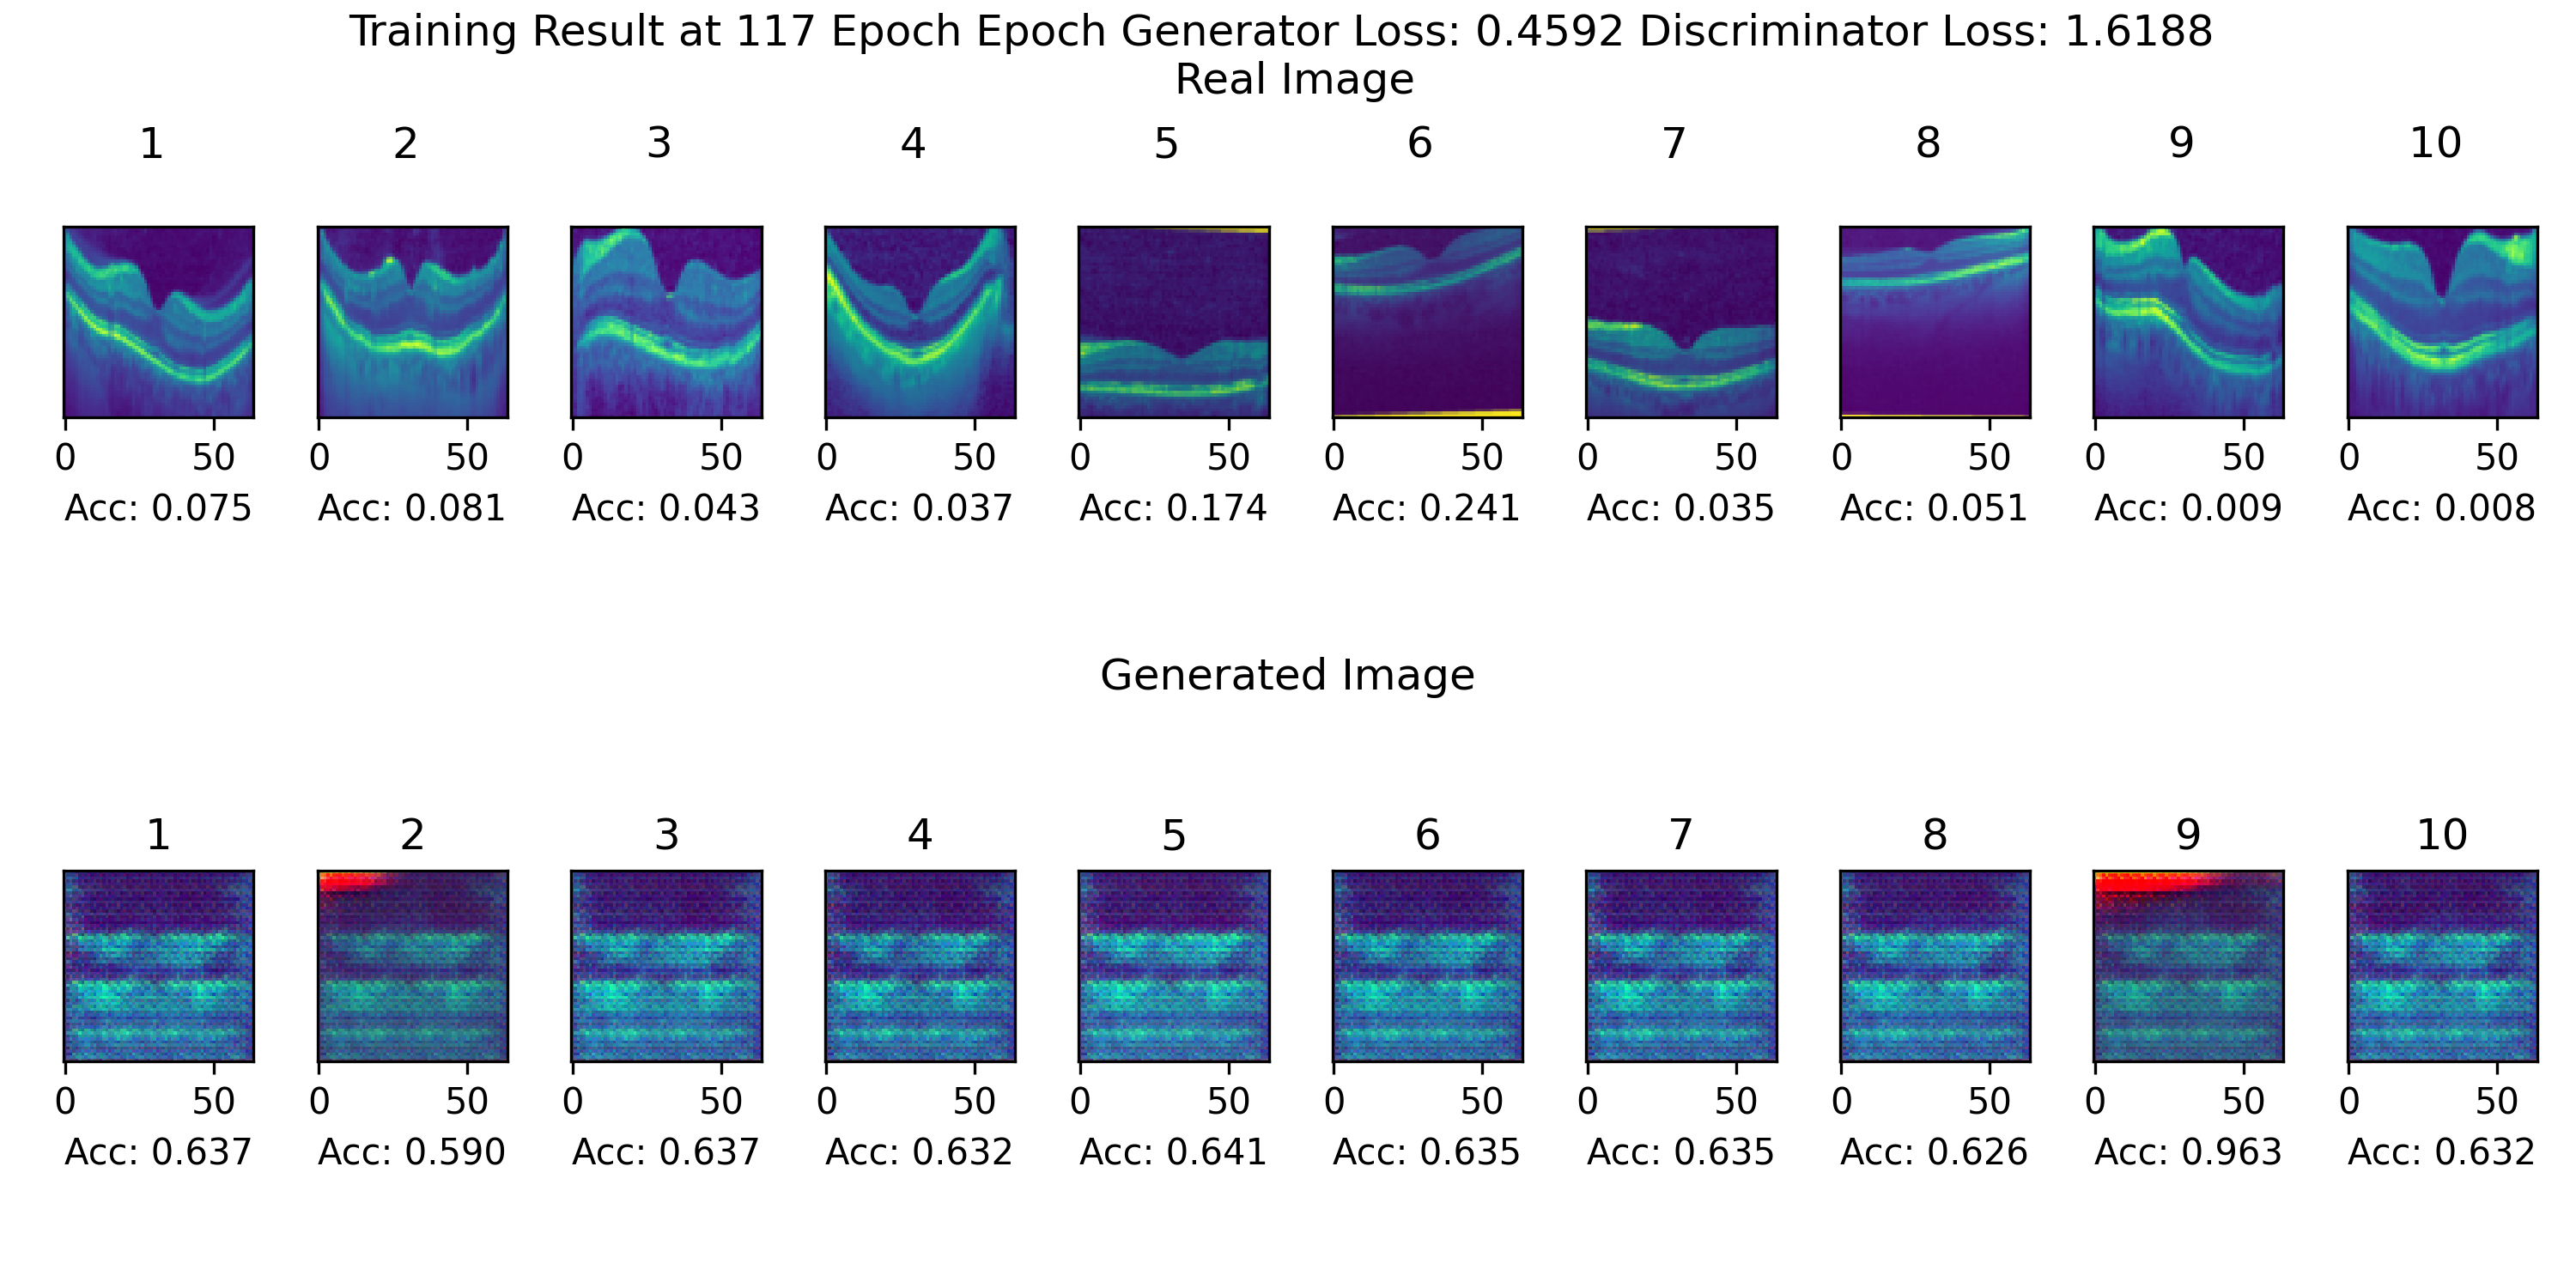 Training Result at 117 Epoch Epoch Generator Loss: 0.4592 Discriminator Loss: 1.6188
Real Image
1 2 3 4 5 6 7 8 9 10
0 50 0 50 0 50 0 50 0 50 0 50 0 50 0 50 0 50 0 50
Acc: 0.075 Acc: 0.081 Acc: 0.043 Acc: 0.037 Acc: 0.174 Acc: 0.241 Acc: 0.035 Acc: 0.051 Acc: 0.009 Acc: 0.008
Generated Image
1 2 3 4 5 6 7 8 9 10
0 50 0 50 0 50 0 50 0 50 0 50 0 50 0 50 0 50 0 50
Acc: 0.637 Acc: 0.590 Acc: 0.637 Acc: 0.632 Acc: 0.641 Acc: 0.635 Acc: 0.635 Acc: 0.626 Acc: 0.963 Acc: 0.632